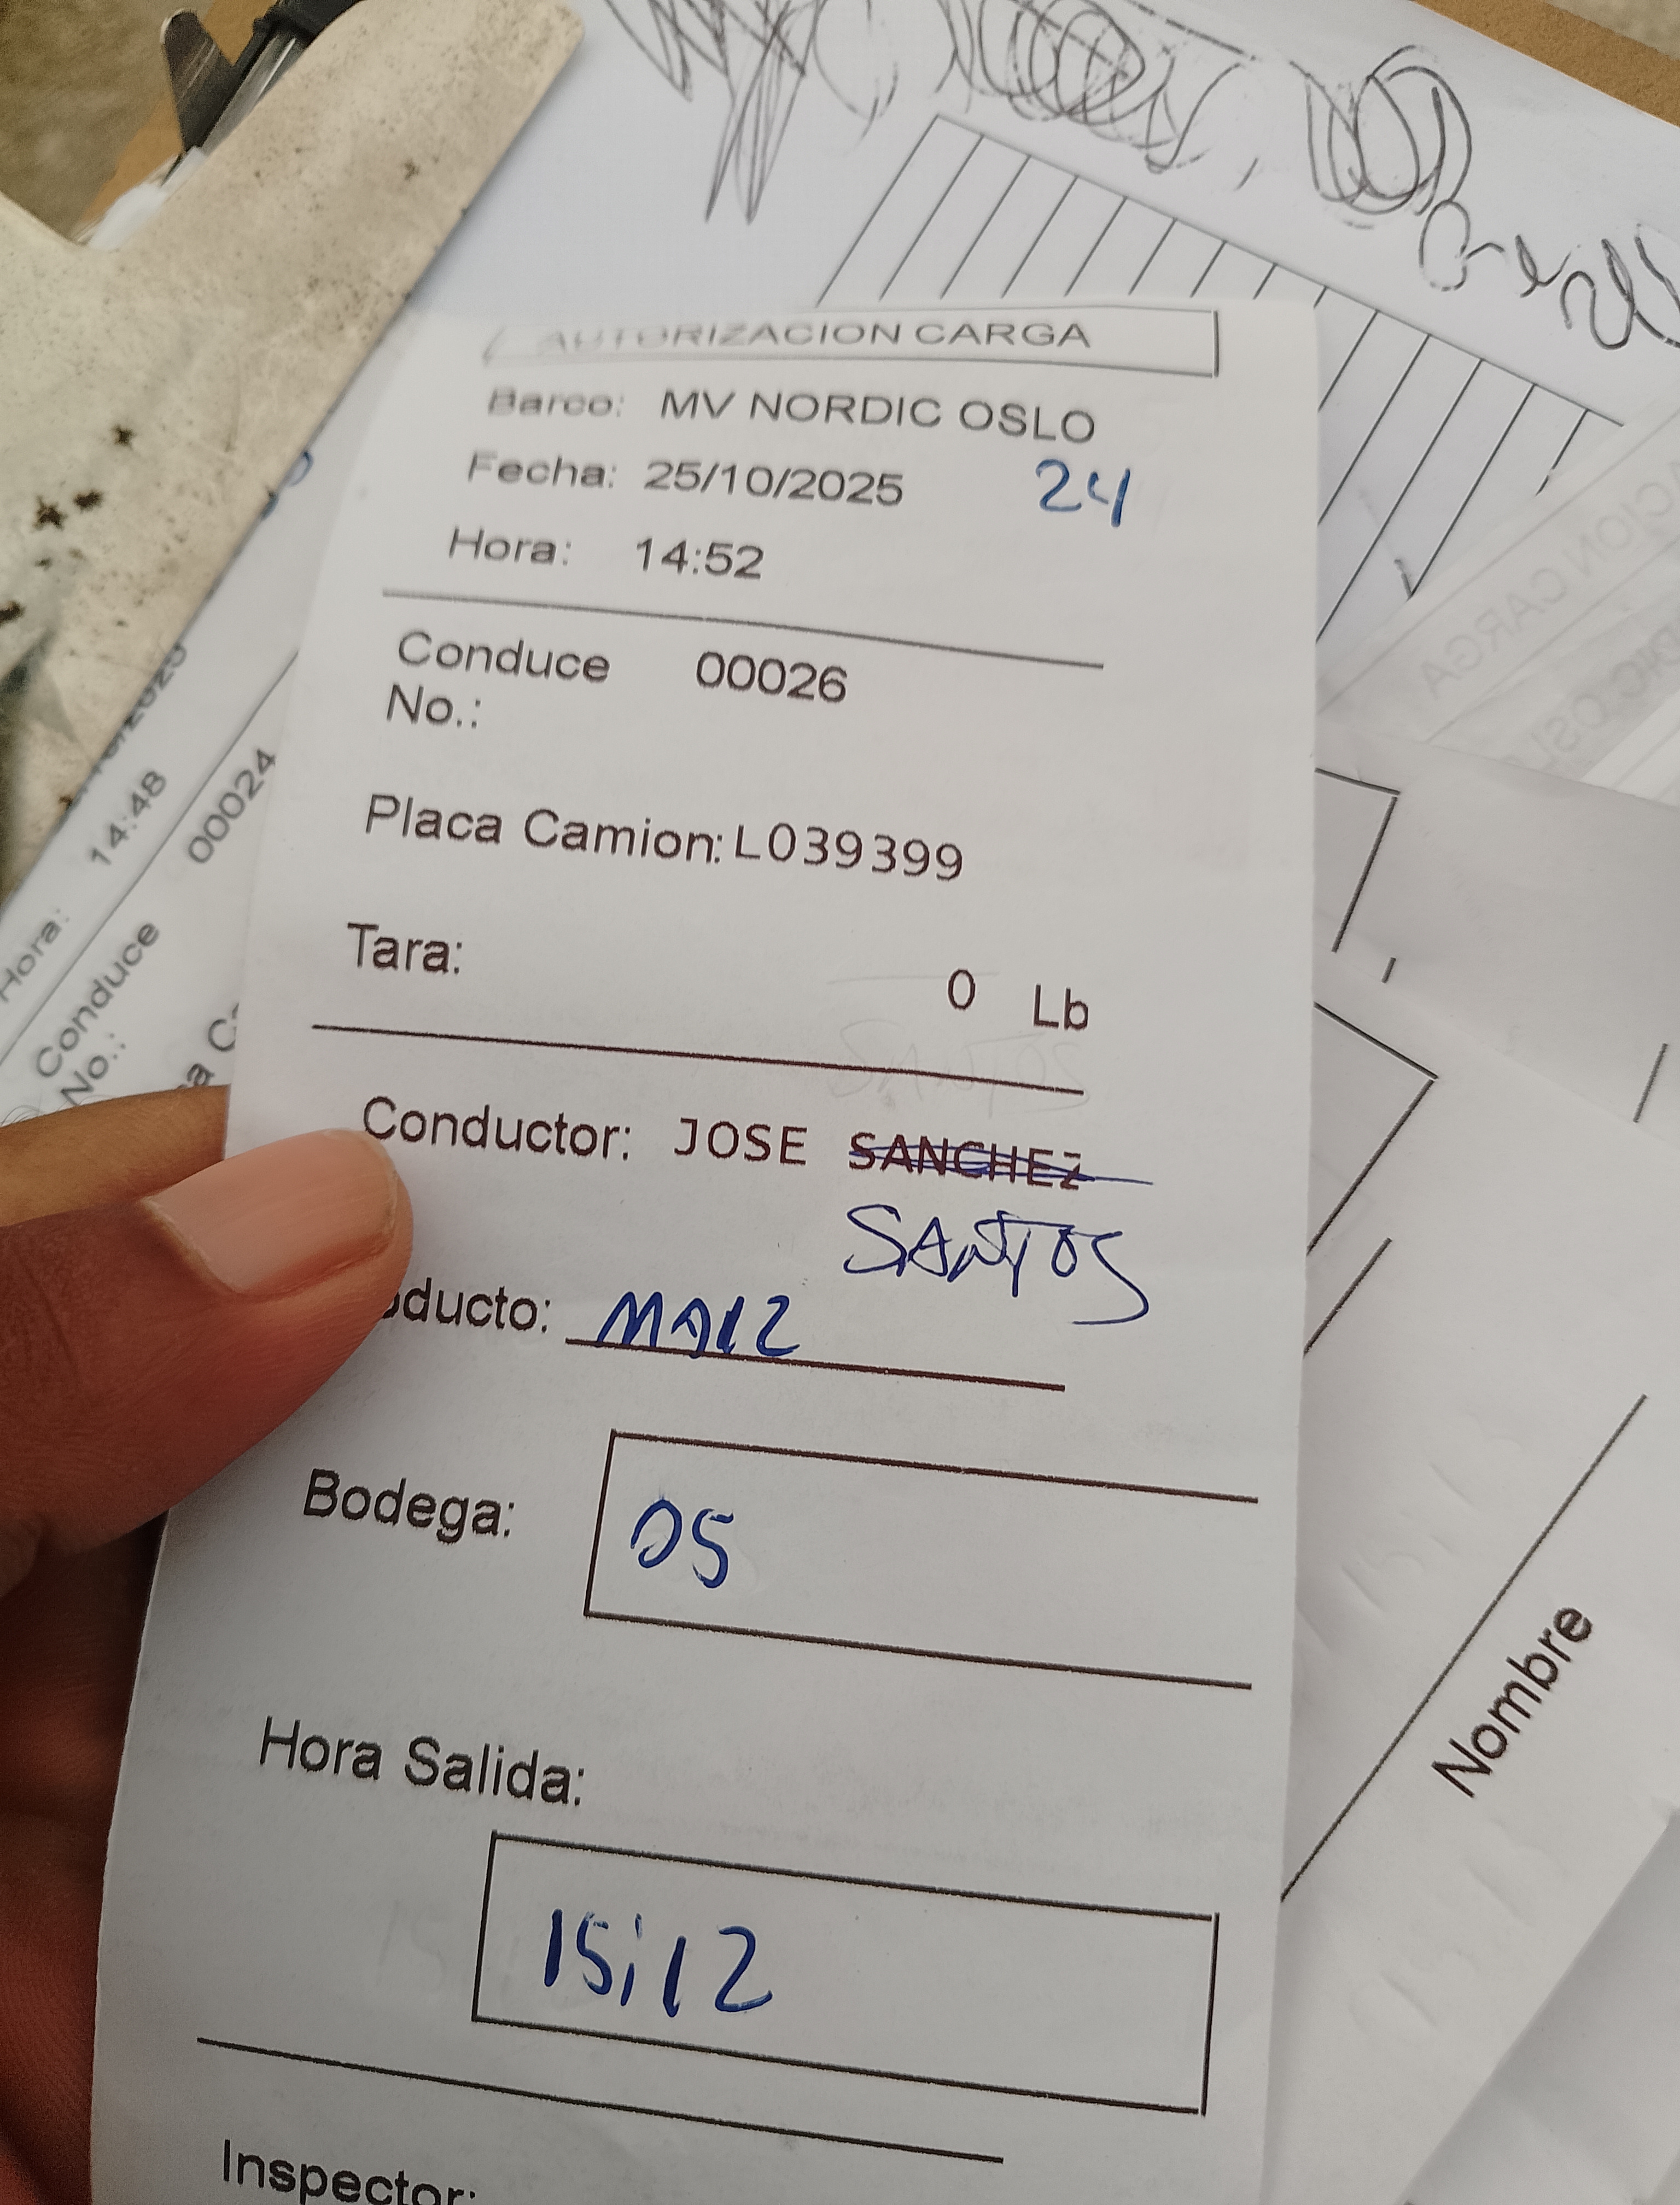 AUTORIZACION CARGA
Barco: MV NORDIC OSLO
Fecha: 25/10/2025 24
Hora: 14:52
Conduce 00026
No.:
Placa Camion: L039399
Tara:
0 Lb
Conductor: JOSE SANCHEZ
SANTOS
oducto: MAIZ
Bodega: 05
Hora Salida:
15:12
Inspector:
Hora: 14:48
Conduce 00024
No.:
Nombre
ION CARGA